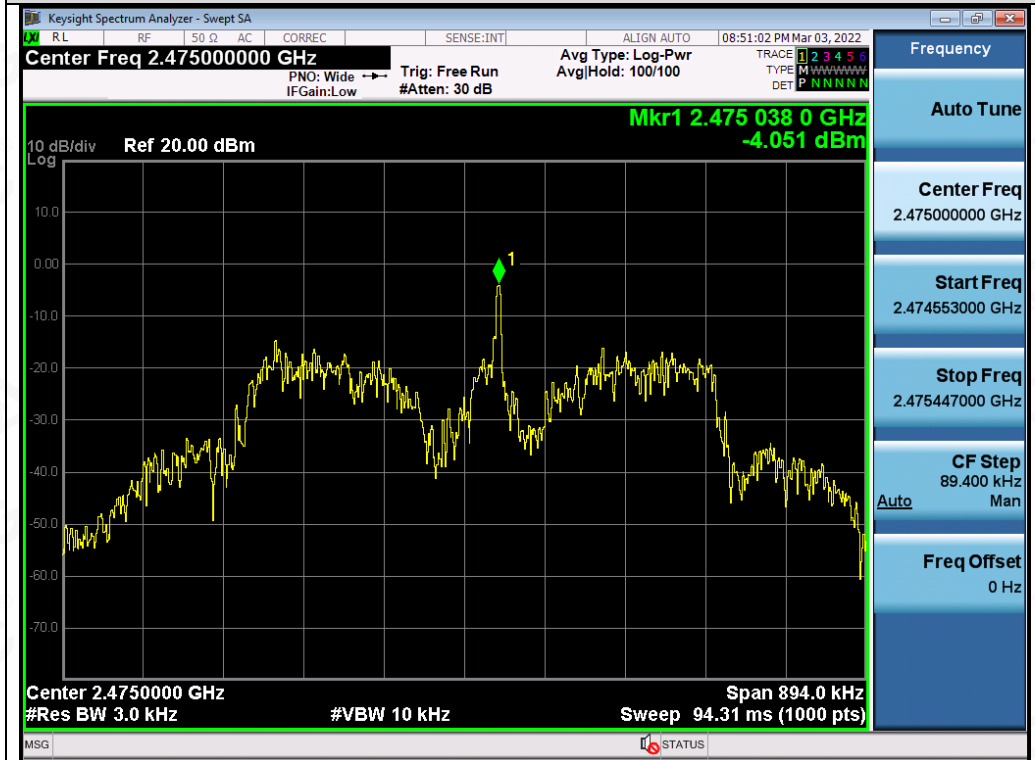 Keysight Spectrum Analyzer - Swept SA
LXI RL RF 50 Ω AC CORREC SENSE:INT ALIGN AUTO 08:51:02 PM Mar 03, 2022
Center Freq 2.475000000 GHz
PNO: Wide
IFGain:Low
Trig: Free Run
#Atten: 30 dB
Avg Type: Log-Pwr
Avg|Hold: 100/100
TRACE 1 2 3 4 5 6
TYPE M WWWWW
DET P N N N N N
Mkr1 2.475 038 0 GHz
-4.051 dBm
10 dB/div Ref 20.00 dBm
Log
10.0
0.00
-10.0
-20.0
-30.0
-40.0
-50.0
-60.0
-70.0
1
Center 2.4750000 GHz Span 894.0 kHz
#Res BW 3.0 kHz #VBW 10 kHz Sweep 94.31 ms (1000 pts)
MSG STATUS
Frequency
Auto Tune
Center Freq
2.475000000 GHz
Start Freq
2.474553000 GHz
Stop Freq
2.475447000 GHz
CF Step
89.400 kHz
Auto Man
Freq Offset
0 Hz